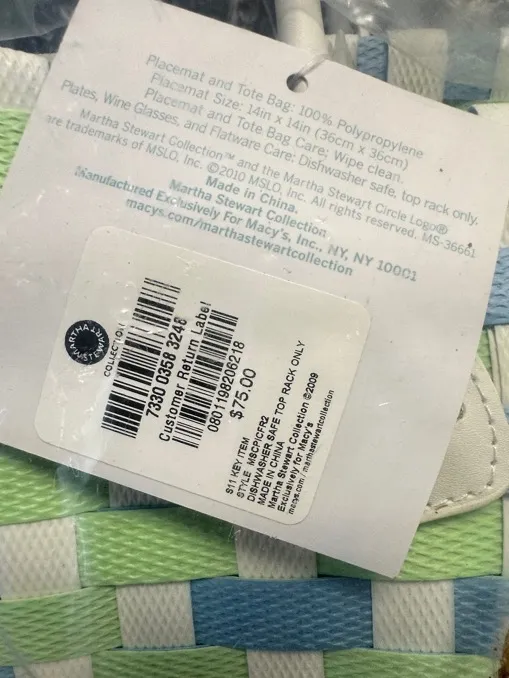 Placemat and Tote Bag: 100% Polypropylene
Placemat Size: 14in x 14in (36cm x 36cm)
Placemat and Tote Bag Care: Wipe clean.
Plates, Wine Glasses, and Flatware Care: Dishwasher safe, top rack only.
Martha Stewart Collection™ and the Martha Stewart Circle Logo®
are trademarks of MSLO, Inc. ©2010 MSLO, Inc. All rights reserved. MS-36661
Made in China.
Manufactured Exclusively For Macy's, Inc., NY, NY 10001
Martha Stewart Collection
macys.com/marthastewartcollection
MARTHA STEWART
COLLECTION
7330 0358 3248
Customer Return Label
0801198206218
$75.00
S11 KEY ITEM
STYLE MSCPICFR2
DISHWASHER SAFE TOP RACK ONLY
MADE IN CHINA
Martha Stewart Collection ©2009
Exclusively for Macy's
macys.com/marthastewartcollection